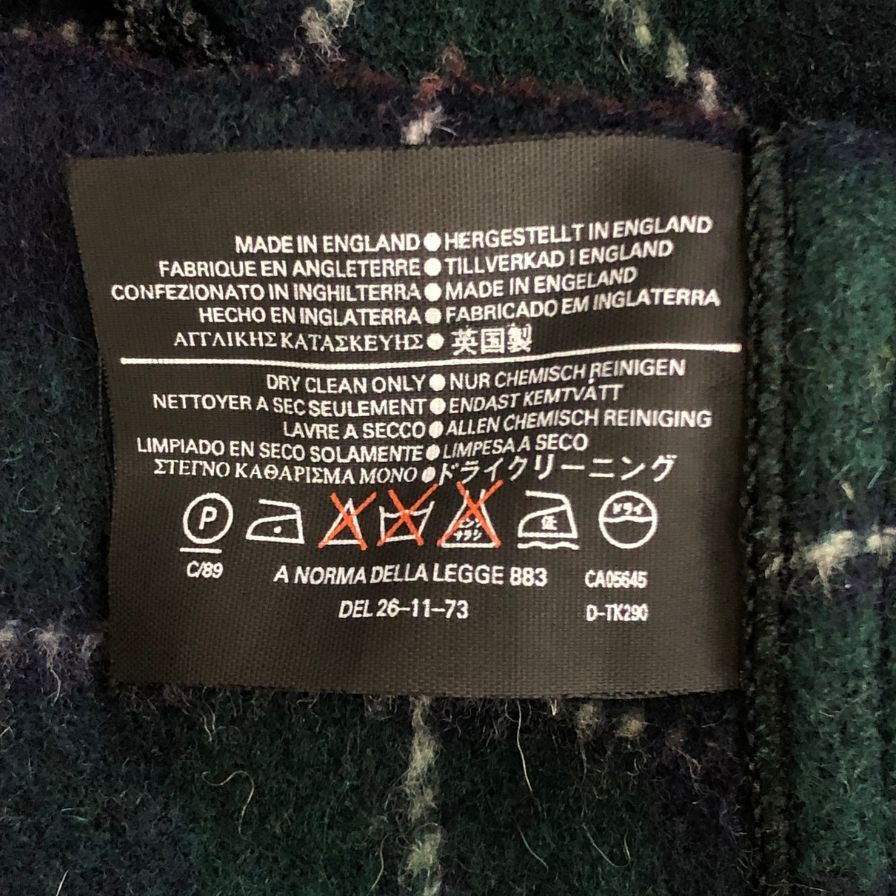 MADE IN ENGLAND ● HERGESTELLT IN ENGLAND
FABRIQUE EN ANGLETERRE ● TILLVERKAD I ENGLAND
CONFEZIONATO IN INGHILTERRA ● MADE IN ENGELAND
HECHO EN INGLATERRA ● FABRICADO EM INGLATERRA
ΑΓΓΛΙΚΗΣ ΚΑΤΑΣΚΕΥΗΣ ● 英国製
DRY CLEAN ONLY ● NUR CHEMISCH REINIGEN
NETTOYER A SEC SEULEMENT ● ENDAST KEMTVÄTT
LAVRE A SECCO ● ALLEN CHEMISCH REINIGING
LIMPIADO EN SECO SOLAMENTE ● LIMPESA A SECO
ΣΤΕΓΝΟ ΚΑΘΑΡΙΣΜΑ ΜΟΝΟ ● ドライクリーニング
P 低 ドライ
C/89 A NORMA DELLA LEGGE 883 CA05645
DEL 26-11-73 D-TK290